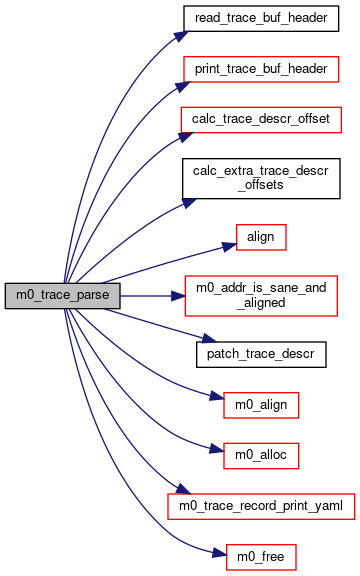 read_trace_buf_header
print_trace_buf_header
calc_trace_descr_offset
calc_extra_trace_descr
_offsets
align
m0_trace_parse
m0_addr_is_sane_and
_aligned
patch_trace_descr
m0_align
m0_alloc
m0_trace_record_print_yaml
m0_free